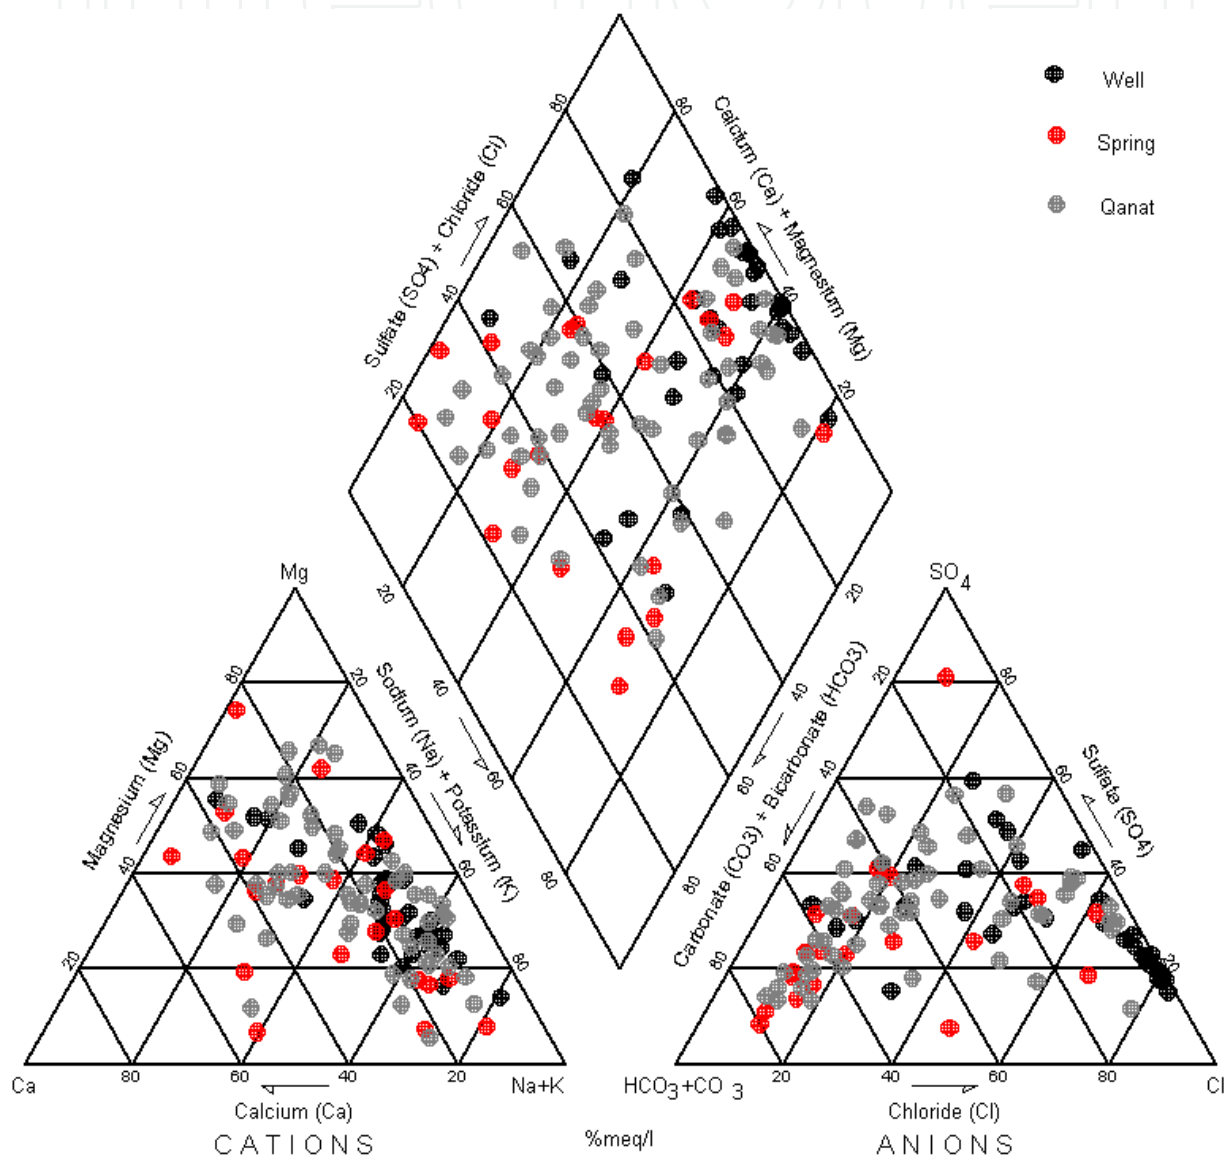 Well
Spring
Qanat
80
80
Sulfate (SO4) + Chloride (Cl)
Calcium (Ca) + Magnesium (Mg)
60
60
40
40
20
20
20
20
40
40
60
60
80
80
Mg
SO4
Magnesium (Mg)
Sodium (Na) + Potassium (K)
Carbonate (CO3) + Bicarbonate (HCO3)
Sulfate (SO4)
80
20
20
80
60
40
40
60
40
60
60
40
20
80
80
20
Ca
80
60
40
20
Na+K
HCO3+CO3
20
40
60
80
Cl
Calcium (Ca)
Chloride (Cl)
CATIONS
%meq/l
ANIONS